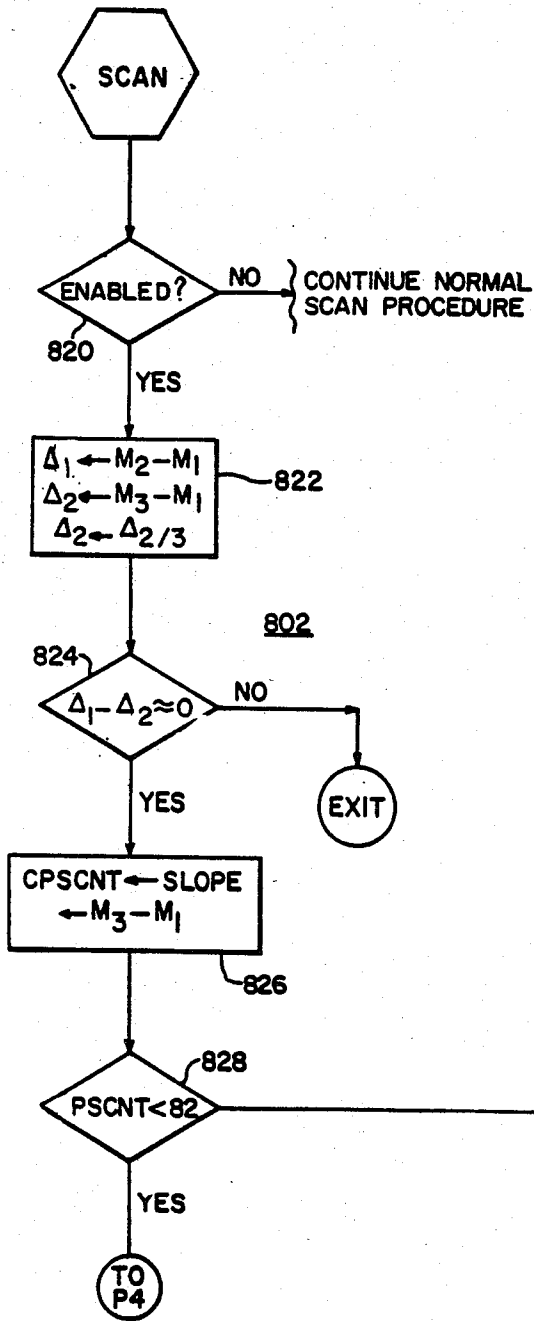 SCAN
ENABLED?
NO
CONTINUE NORMAL
SCAN PROCEDURE
820
YES
Δ₁ ← M₂ – M₁
Δ₂ ← M₃ – M₁
Δ₂ ← Δ₂/₃
822
802
824
Δ₁ – Δ₂ ≈ 0
NO
EXIT
YES
CPSCNT ← SLOPE
← M₃ – M₁
826
828
PSCNT < 82
YES
TO
P4